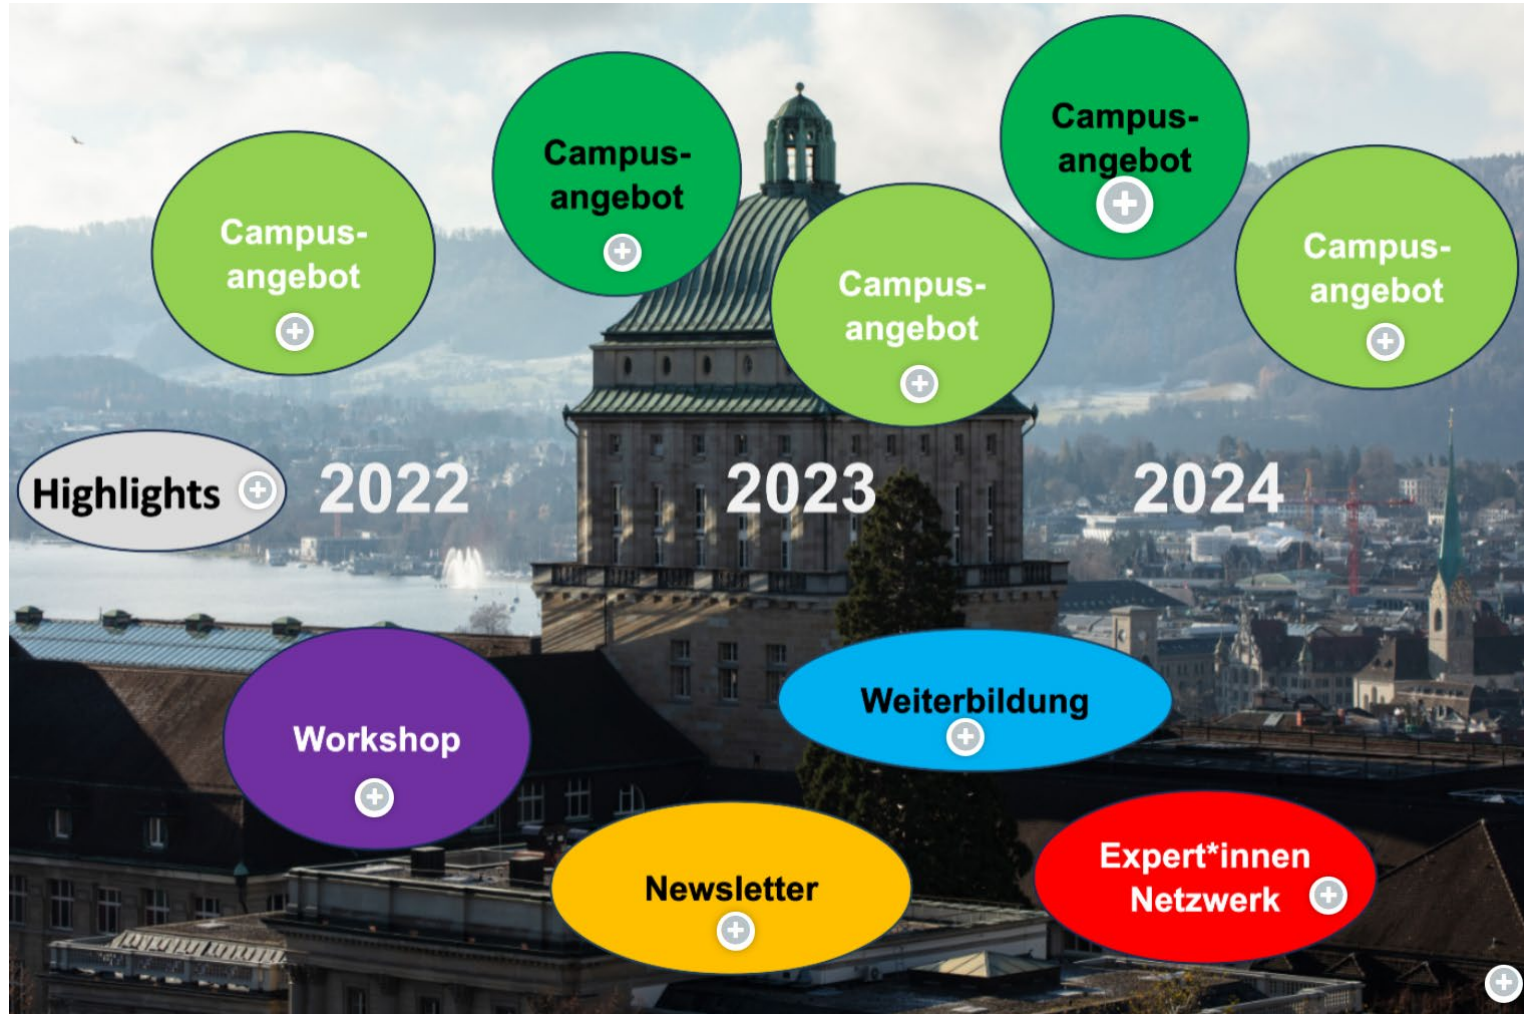 Campus-
angebot
Campus-
angebot
Campus-
angebot
Campus-
angebot
Campus-
angebot
Highlights
2022
2023
2024
Workshop
Weiterbildung
Newsletter
Expert*innen
Netzwerk